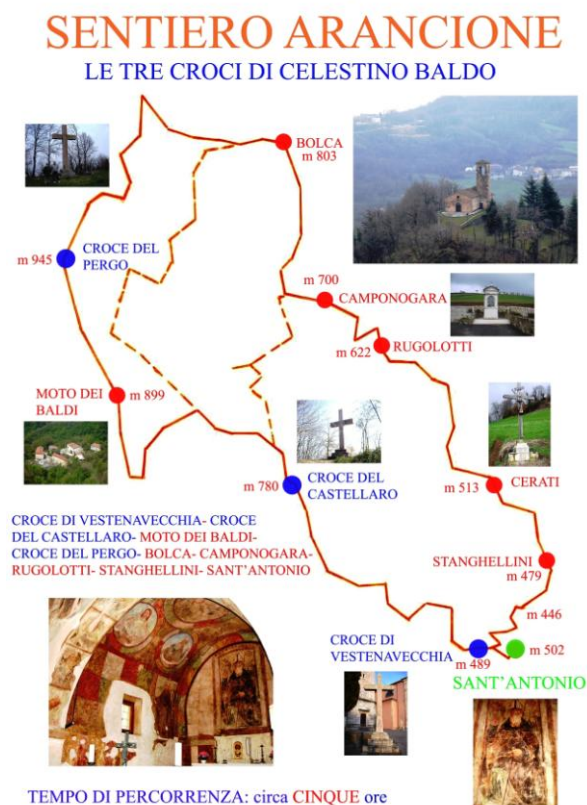 SENTIERO ARANCIONE
LE TRE CROCI DI CELESTINO BALDO
BOLCA
m 803
m 945
CROCE DEL
PERGO
m 700
CAMPONOGARA
m 622
RUGOLOTTI
MOTO DEI
BALDI
m 899
m 780
CROCE DEL
CASTELLARO
m 513
CERATI
CROCE DI VESTENAVECCHIA- CROCE
DEL CASTELLARO- MOTO DEI BALDI-
CROCE DEL PERGO- BOLCA- CAMPONOGARA-
RUGOLOTTI- STANGHELLINI- SANT'ANTONIO
STANGHELLINI
m 479
m 446
CROCE DI
VESTENAVECCHIA
m 489
m 502
SANT'ANTONIO
TEMPO DI PERCORRENZA: circa CINQUE ore